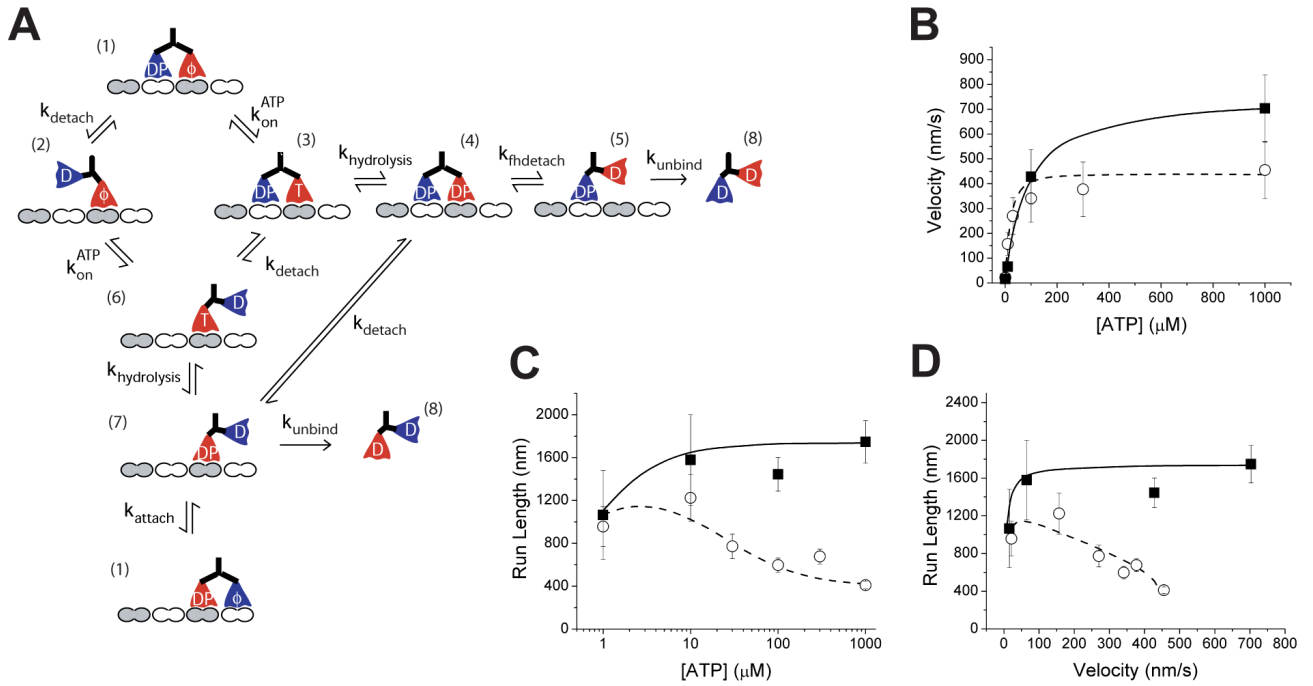 A
(1)
DP ϕ
k_detach
k_on^ATP
(2)
D
ϕ
(3)
DP T
k_hydrolysis
(4)
DP DP
k_fhdetach
(5)
DP D
k_unbind
(8)
D D
k_on^ATP
k_detach
(6)
T D
k_detach
k_hydrolysis
(7)
DP D
k_unbind
(8)
D D
k_attach
(1)
DP ϕ
B
Velocity (nm/s)
900
800
700
600
500
400
300
200
100
0
0 200 400 600 800 1000
[ATP] (μM)
C
Run Length (nm)
2000
1600
1200
800
400
0
1 10 100 1000
[ATP] (μM)
D
Run Length (nm)
2400
2000
1600
1200
800
400
0
0 100 200 300 400 500 600 700 800
Velocity (nm/s)